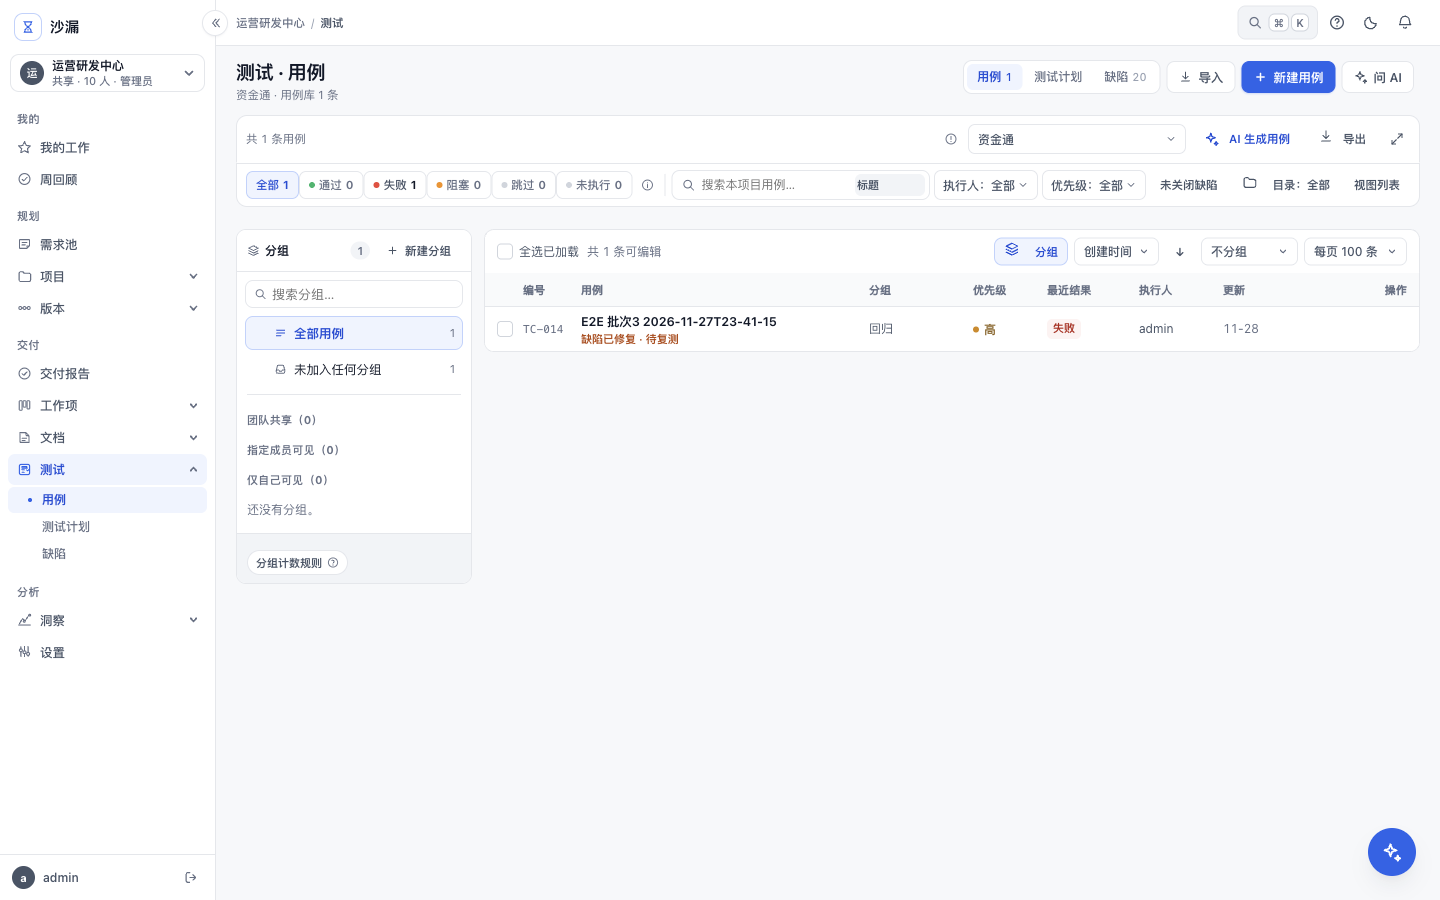 沙漏
运 运营研发中心
共享 · 10 人 · 管理员
我的
我的工作
周回顾
规划
需求池
项目
版本
交付
交付报告
工作项
文档
测试
用例
测试计划
缺陷
分析
洞察
设置
a admin
运营研发中心 / 测试
⌘ K
测试 · 用例
资金通 · 用例库 1 条
用例 1 测试计划 缺陷 20 导入 新建用例 问 AI
共 1 条用例 资金通 AI 生成用例 导出
全部 1 通过 0 失败 1 阻塞 0 跳过 0 未执行 0 搜索本项目用例... 标题 执行人: 全部 优先级: 全部 未关闭缺陷 目录: 全部 视图列表
分组 1 新建分组
搜索分组...
全部用例 1
未加入任何分组 1
团队共享 (0)
指定成员可见 (0)
仅自己可见 (0)
还没有分组。
分组计数规则
全选已加载 共 1 条可编辑 分组 创建时间 不分组 每页 100 条
编号 用例 分组 优先级 最近结果 执行人 更新 操作
TC-014 E2E 批次3 2026-11-27T23-41-15 回归 高 失败 admin 11-28
缺陷已修复 · 待复测